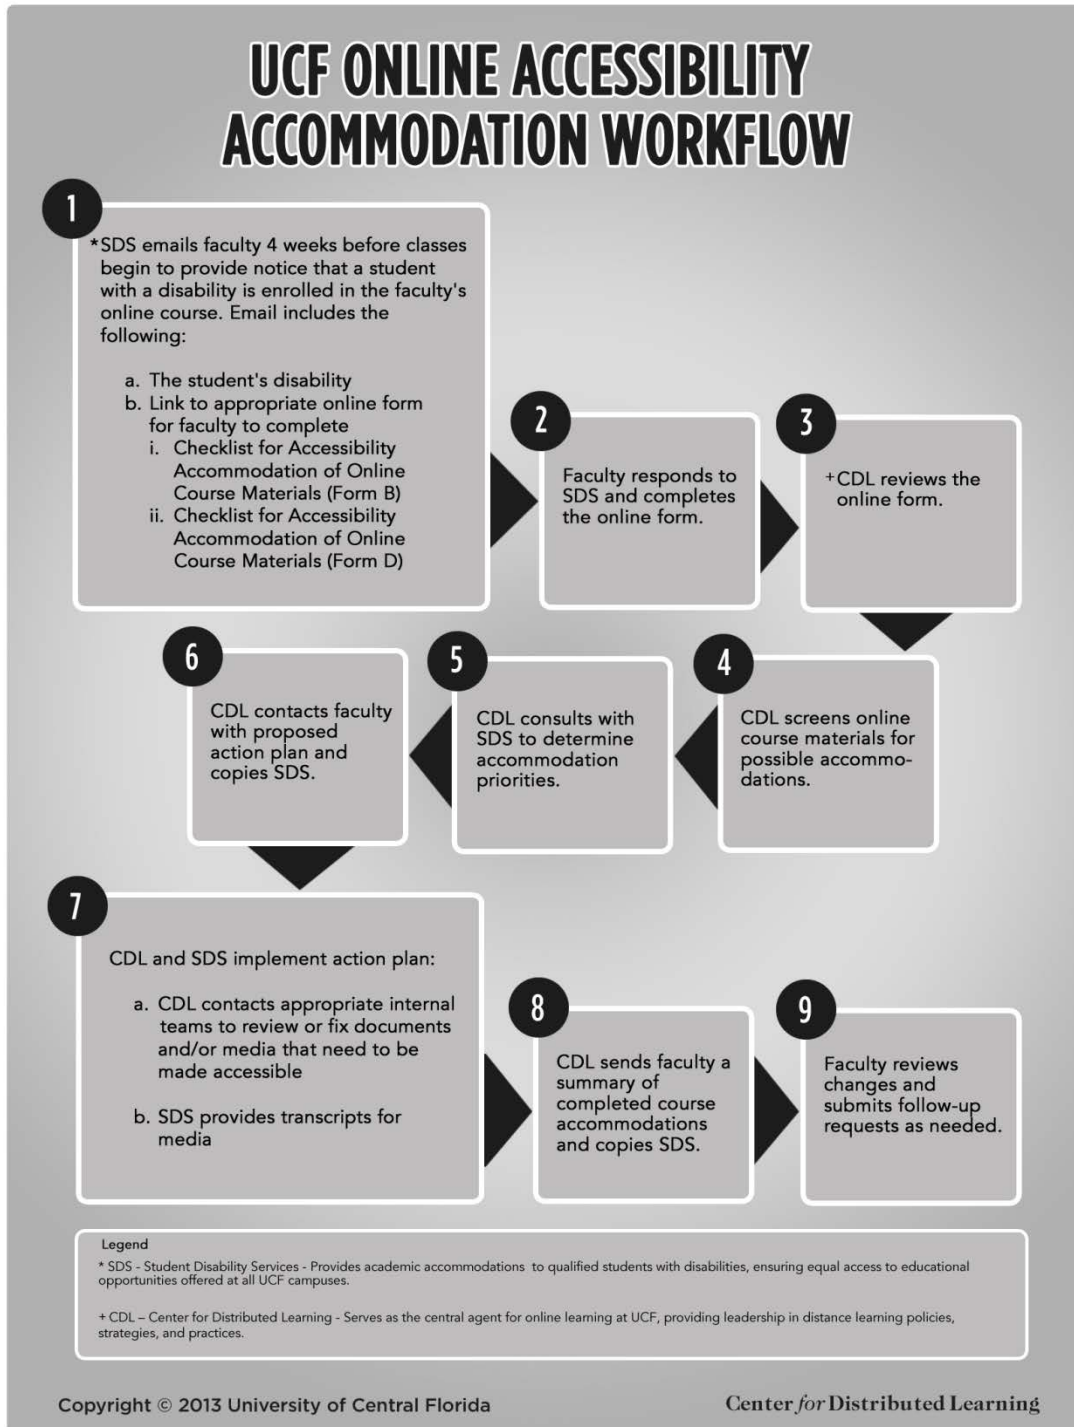 UCF ONLINE ACCESSIBILITY
ACCOMMODATION WORKFLOW
1
*SDS emails faculty 4 weeks before classes
begin to provide notice that a student
with a disability is enrolled in the faculty's
online course. Email includes the
following:
a. The student's disability
b. Link to appropriate online form
for faculty to complete
i. Checklist for Accessibility
Accommodation of Online
Course Materials (Form B)
ii. Checklist for Accessibility
Accommodation of Online
Course Materials (Form D)
2
Faculty responds to
SDS and completes
the online form.
3
+CDL reviews the
online form.
4
CDL screens online
course materials for
possible accommo-
dations.
5
CDL consults with
SDS to determine
accommodation
priorities.
6
CDL contacts faculty
with proposed
action plan and
copies SDS.
7
CDL and SDS implement action plan:
a. CDL contacts appropriate internal
teams to review or fix documents
and/or media that need to be
made accessible
b. SDS provides transcripts for
media
8
CDL sends faculty a
summary of
completed course
accommodations
and copies SDS.
9
Faculty reviews
changes and
submits follow-up
requests as needed.
Legend
* SDS - Student Disability Services - Provides academic accommodations to qualified students with disabilities, ensuring equal access to educational
opportunities offered at all UCF campuses.
+ CDL – Center for Distributed Learning - Serves as the central agent for online learning at UCF, providing leadership in distance learning policies,
strategies, and practices.
Copyright © 2013 University of Central Florida
Center for Distributed Learning